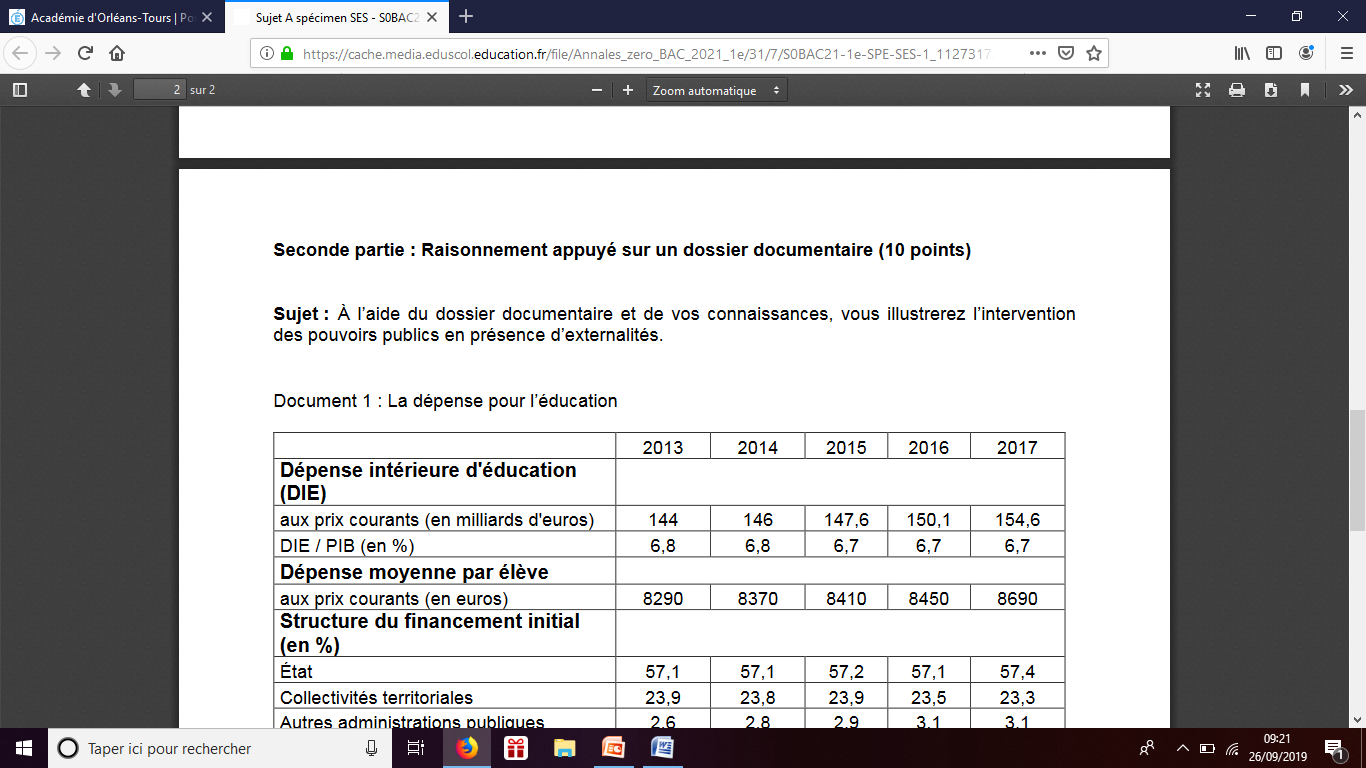 Académie d'Orléans-Tours | Po
Sujet A spécimen SES - S0BAC2
https://cache.media.eduscol.education.fr/file/Annales_zero_BAC_2021_1e/31/7/S0BAC21-1e-SPE-SES-1_1127317
2 sur 2
Zoom automatique
Seconde partie : Raisonnement appuyé sur un dossier documentaire (10 points)
Sujet : À l’aide du dossier documentaire et de vos connaissances, vous illustrerez l’intervention
des pouvoirs publics en présence d’externalités.
Document 1 : La dépense pour l’éducation
2013 2014 2015 2016 2017
Dépense intérieure d'éducation
(DIE)
aux prix courants (en milliards d'euros) 144 146 147,6 150,1 154,6
DIE / PIB (en %) 6,8 6,8 6,7 6,7 6,7
Dépense moyenne par élève
aux prix courants (en euros) 8290 8370 8410 8450 8690
Structure du financement initial
(en %)
État 57,1 57,1 57,2 57,1 57,4
Collectivités territoriales 23,9 23,8 23,9 23,5 23,3
Autres administrations publiques 2,6 2,8 2,9 3,1 3,1
Taper ici pour rechercher
09:21
26/09/2019
1